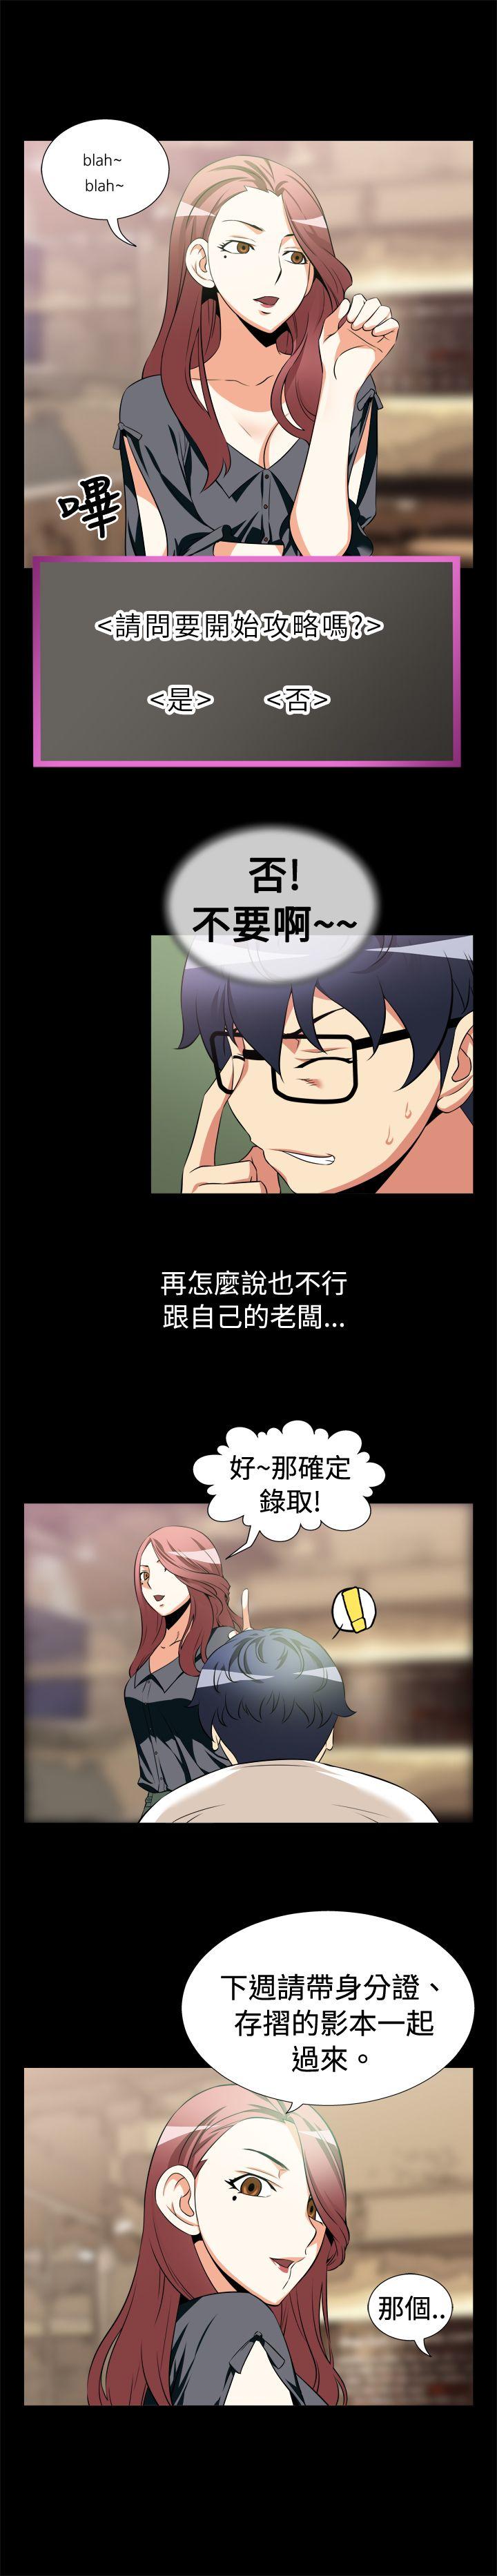 blah~
blah~
嗶
<請問要開始攻略嗎?>
<是> <否>
否!
不要啊~~
再怎麼說也不行
跟自己的老闆...
好~那確定
錄取!
下週請帶身分證、
存摺的影本一起
過來。
那個..